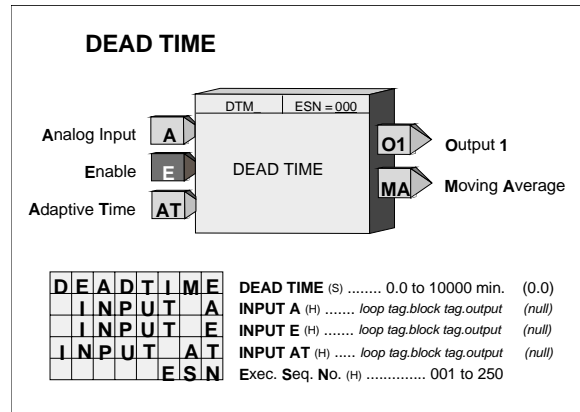 DEAD TIME
DTM_ ESN = 000
Analog Input A
Enable E
Adaptive Time AT
DEAD TIME
O1 Output 1
MA Moving Average
DEADTIME DEAD TIME (S) ........ 0.0 to 10000 min. (0.0)
INPUT A INPUT A (H) ....... loop tag.block tag.output (null)
INPUT E INPUT E (H) ....... loop tag.block tag.output (null)
INPUT AT INPUT AT (H) ..... loop tag.block tag.output (null)
ESN Exec. Seq. No. (H) .............. 001 to 250